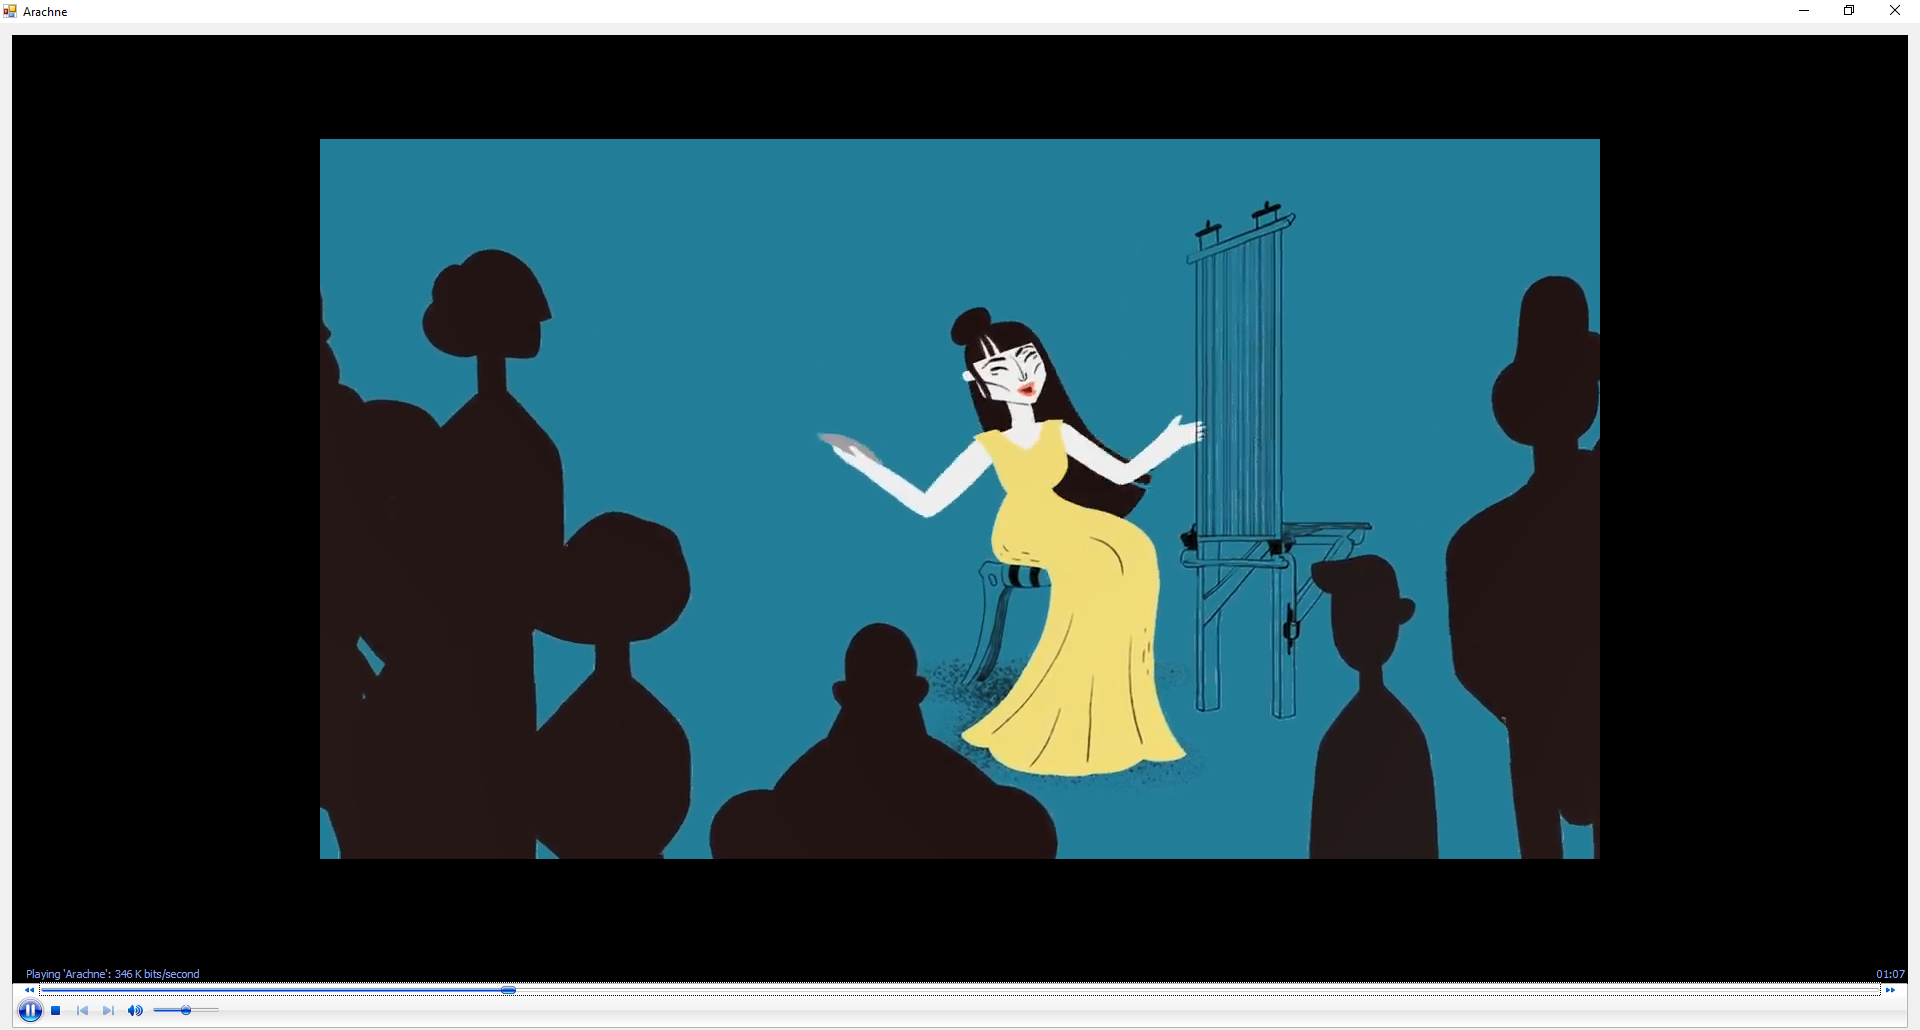 Arachne
Playing 'Arachne': 346 K bits/second
01:07